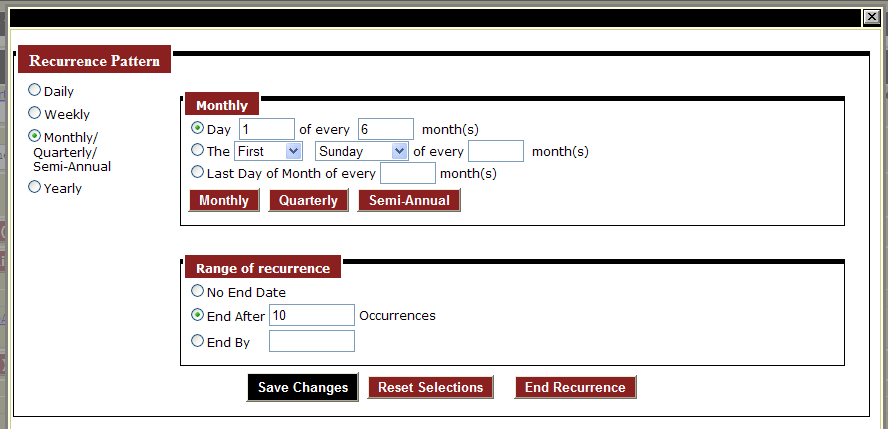 Recurrence Pattern
Daily
Weekly
Monthly/
Quarterly/
Semi-Annual
Yearly
Monthly
Day 1 of every 6 month(s)
The First Sunday of every month(s)
Last Day of Month of every month(s)
Monthly Quarterly Semi-Annual
Range of recurrence
No End Date
End After 10 Occurrences
End By
Save Changes Reset Selections End Recurrence